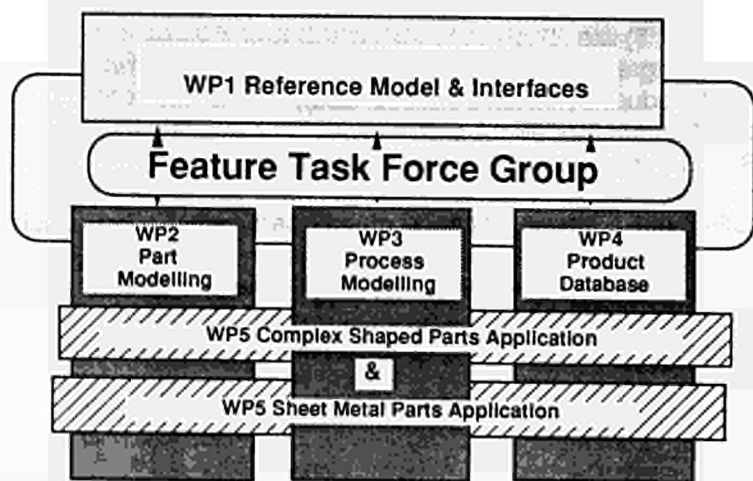 WP1 Reference Model & Interfaces
Feature Task Force Group
WP2
Part
Modelling
WP3
Process
Modelling
WP4
Product
Database
WP5 Complex Shaped Parts Application
&
WP5 Sheet Metal Parts Application